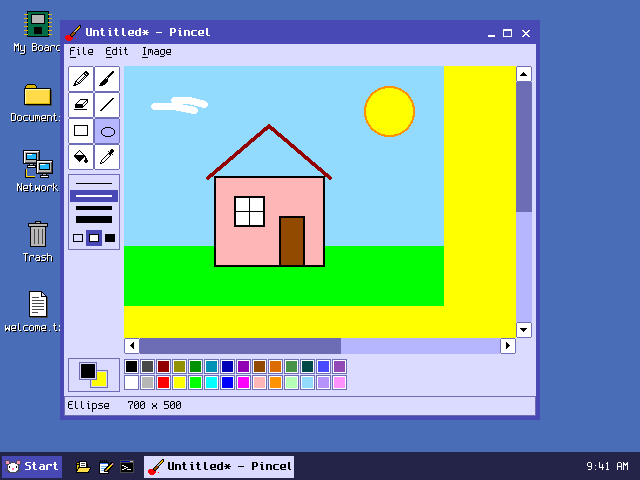 My Board
Documents
Network
Trash
welcome.t
Untitled* - Pincel
File Edit Image
Ellipse 700 x 500
Start
Untitled* - Pincel
9:41 AM